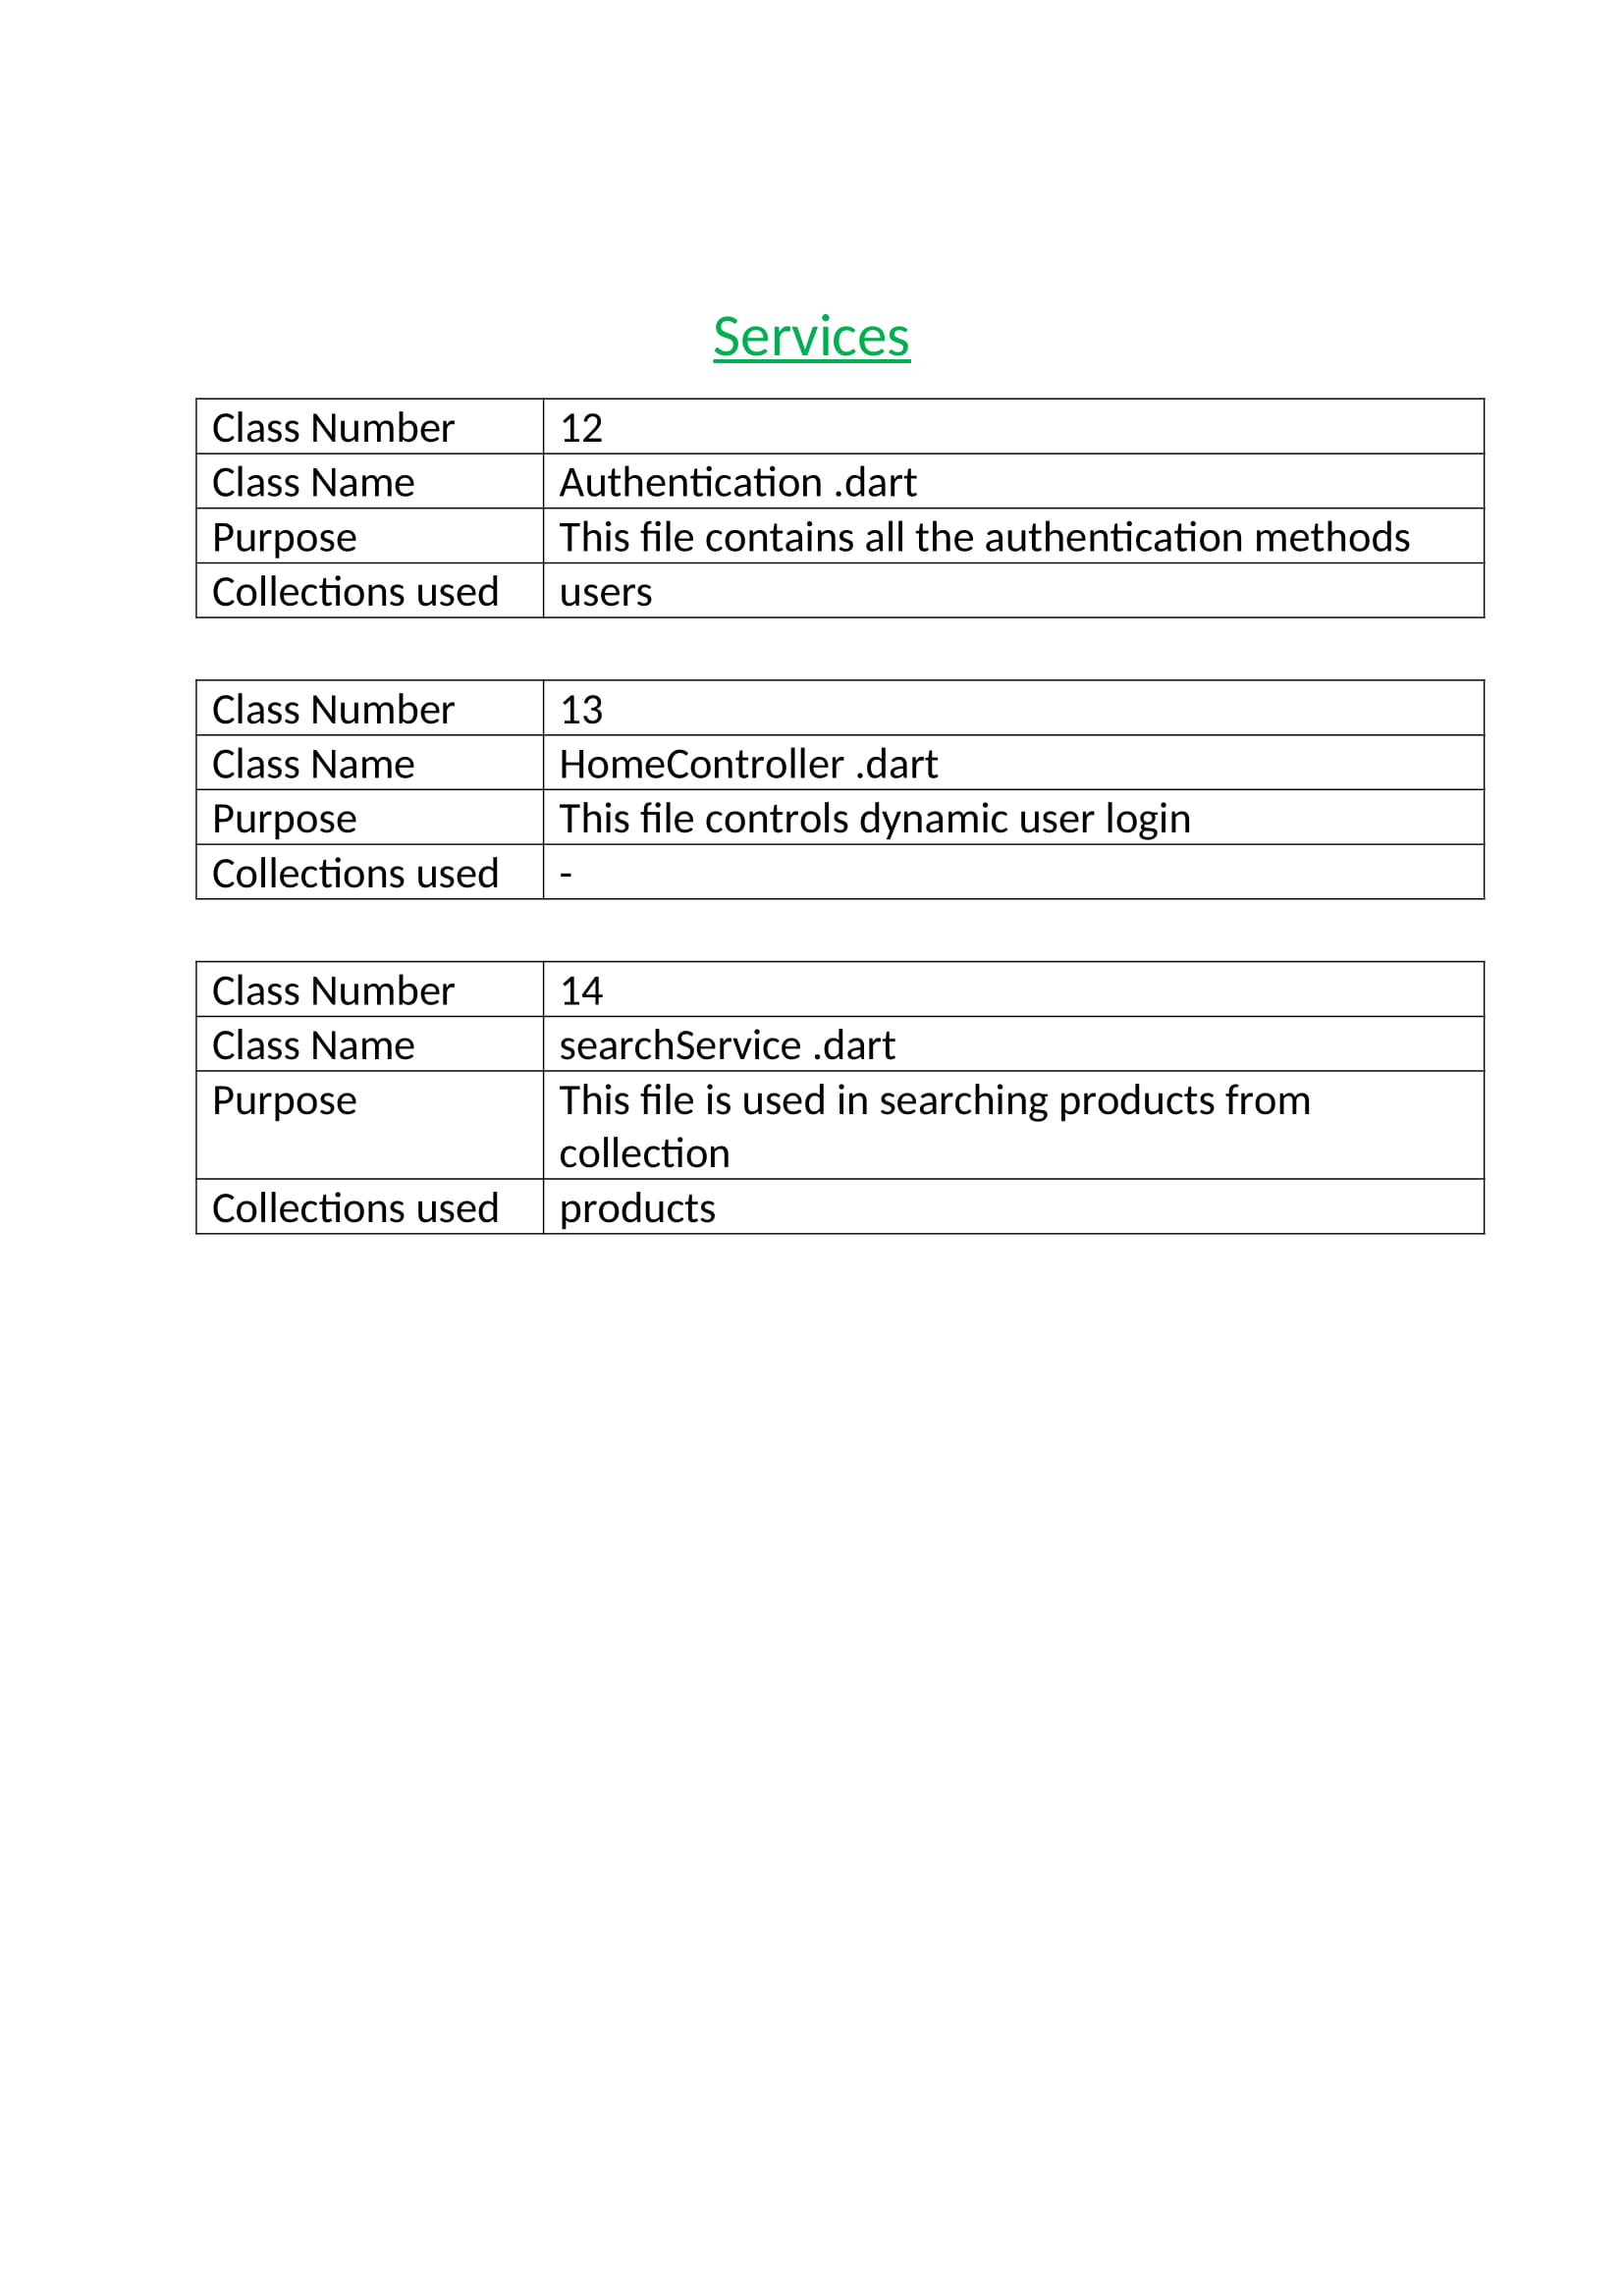 Services
Class Number 12
Class Name Authentication .dart
Purpose This file contains all the authentication methods
Collections used users
Class Number 13
Class Name HomeController .dart
Purpose This file controls dynamic user login
Collections used -
Class Number 14
Class Name searchService .dart
Purpose This file is used in searching products from
collection
Collections used products